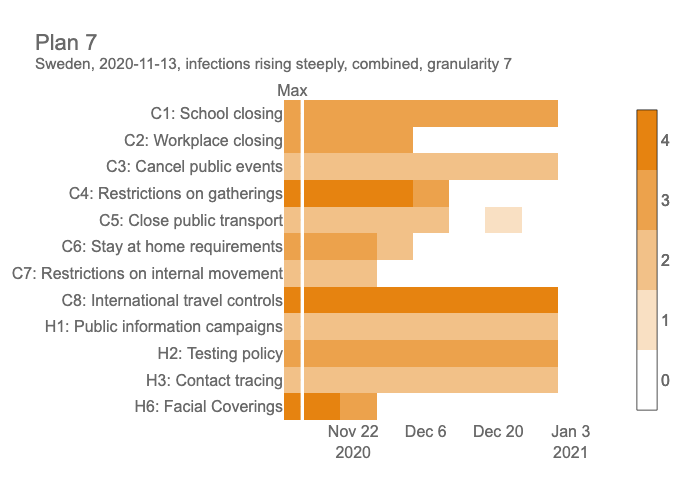 Plan 7
Sweden, 2020-11-13, infections rising steeply, combined, granularity 7
Max
C1: School closing
C2: Workplace closing
C3: Cancel public events
C4: Restrictions on gatherings
C5: Close public transport
C6: Stay at home requirements
C7: Restrictions on internal movement
C8: International travel controls
H1: Public information campaigns
H2: Testing policy
H3: Contact tracing
H6: Facial Coverings
Nov 22 Dec 6 Dec 20 Jan 3
2020 2021
4
3
2
1
0